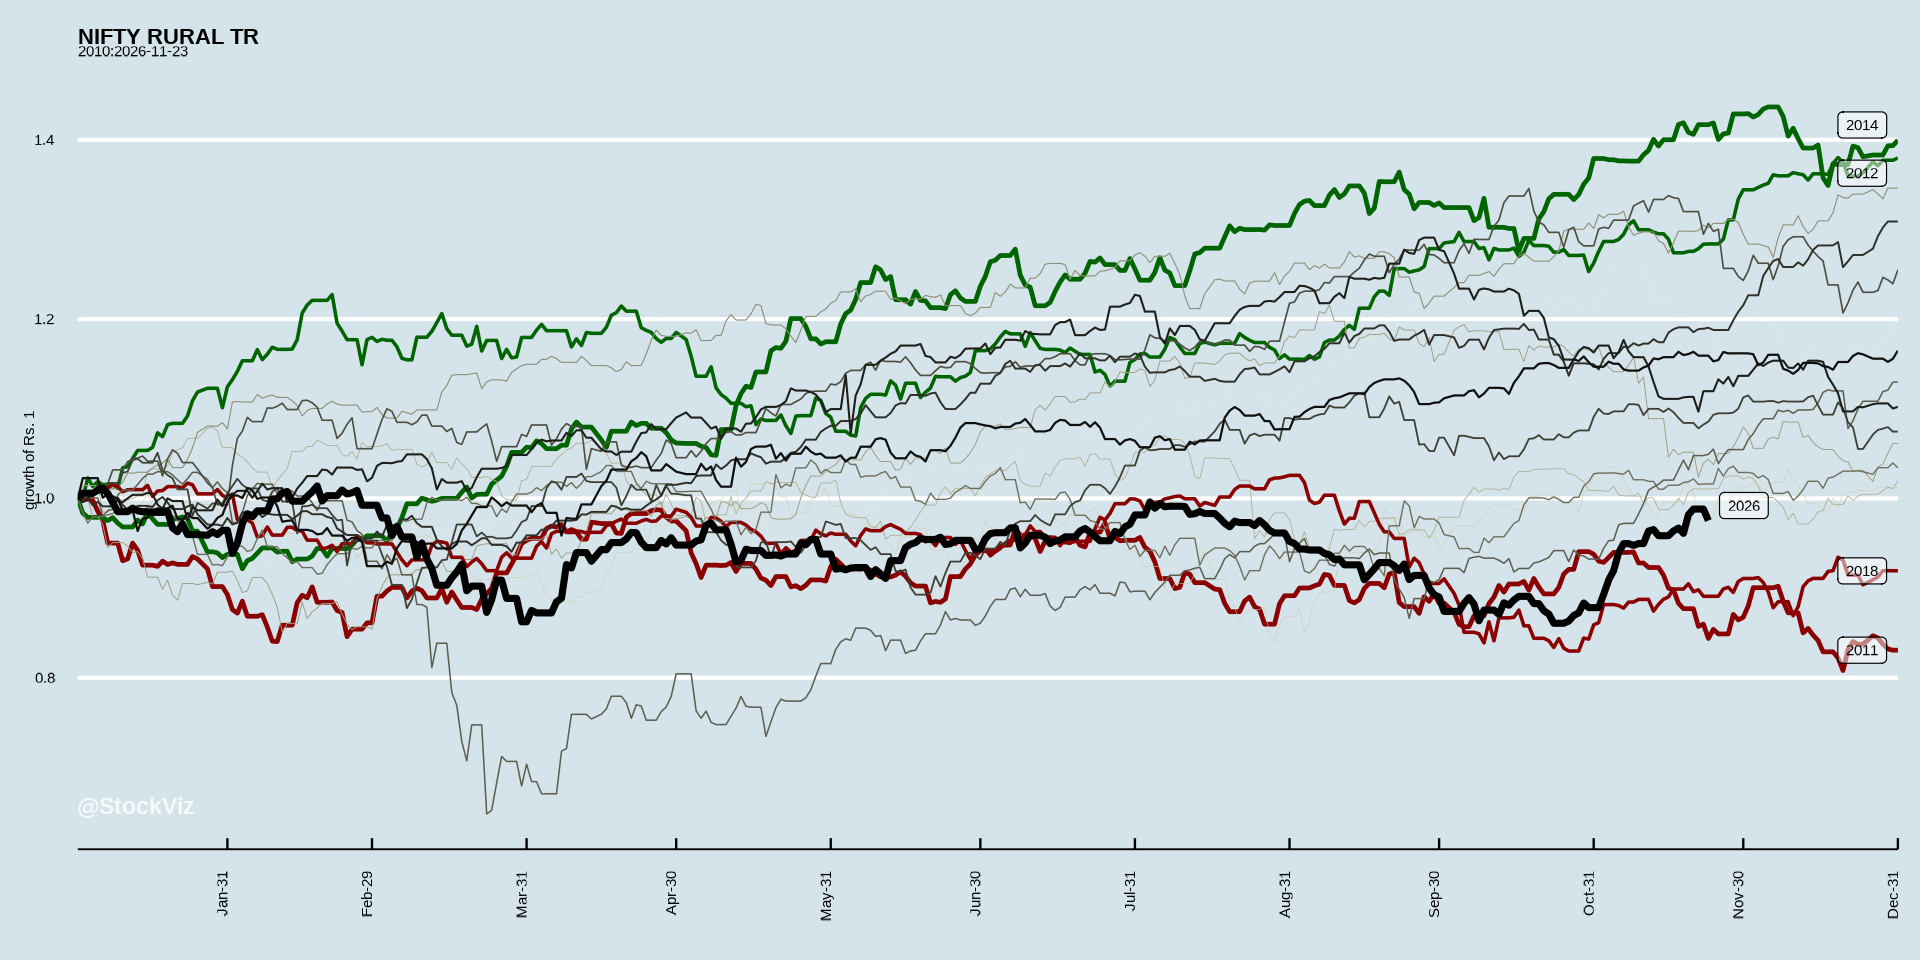 NIFTY RURAL TR
2010:2026-11-23
growth of Rs. 1
1.4
1.2
1.0
0.8
2014
2012
2026
2018
2011
@StockViz
Jan-31
Feb-29
Mar-31
Apr-30
May-31
Jun-30
Jul-31
Aug-31
Sep-30
Oct-31
Nov-30
Dec-31